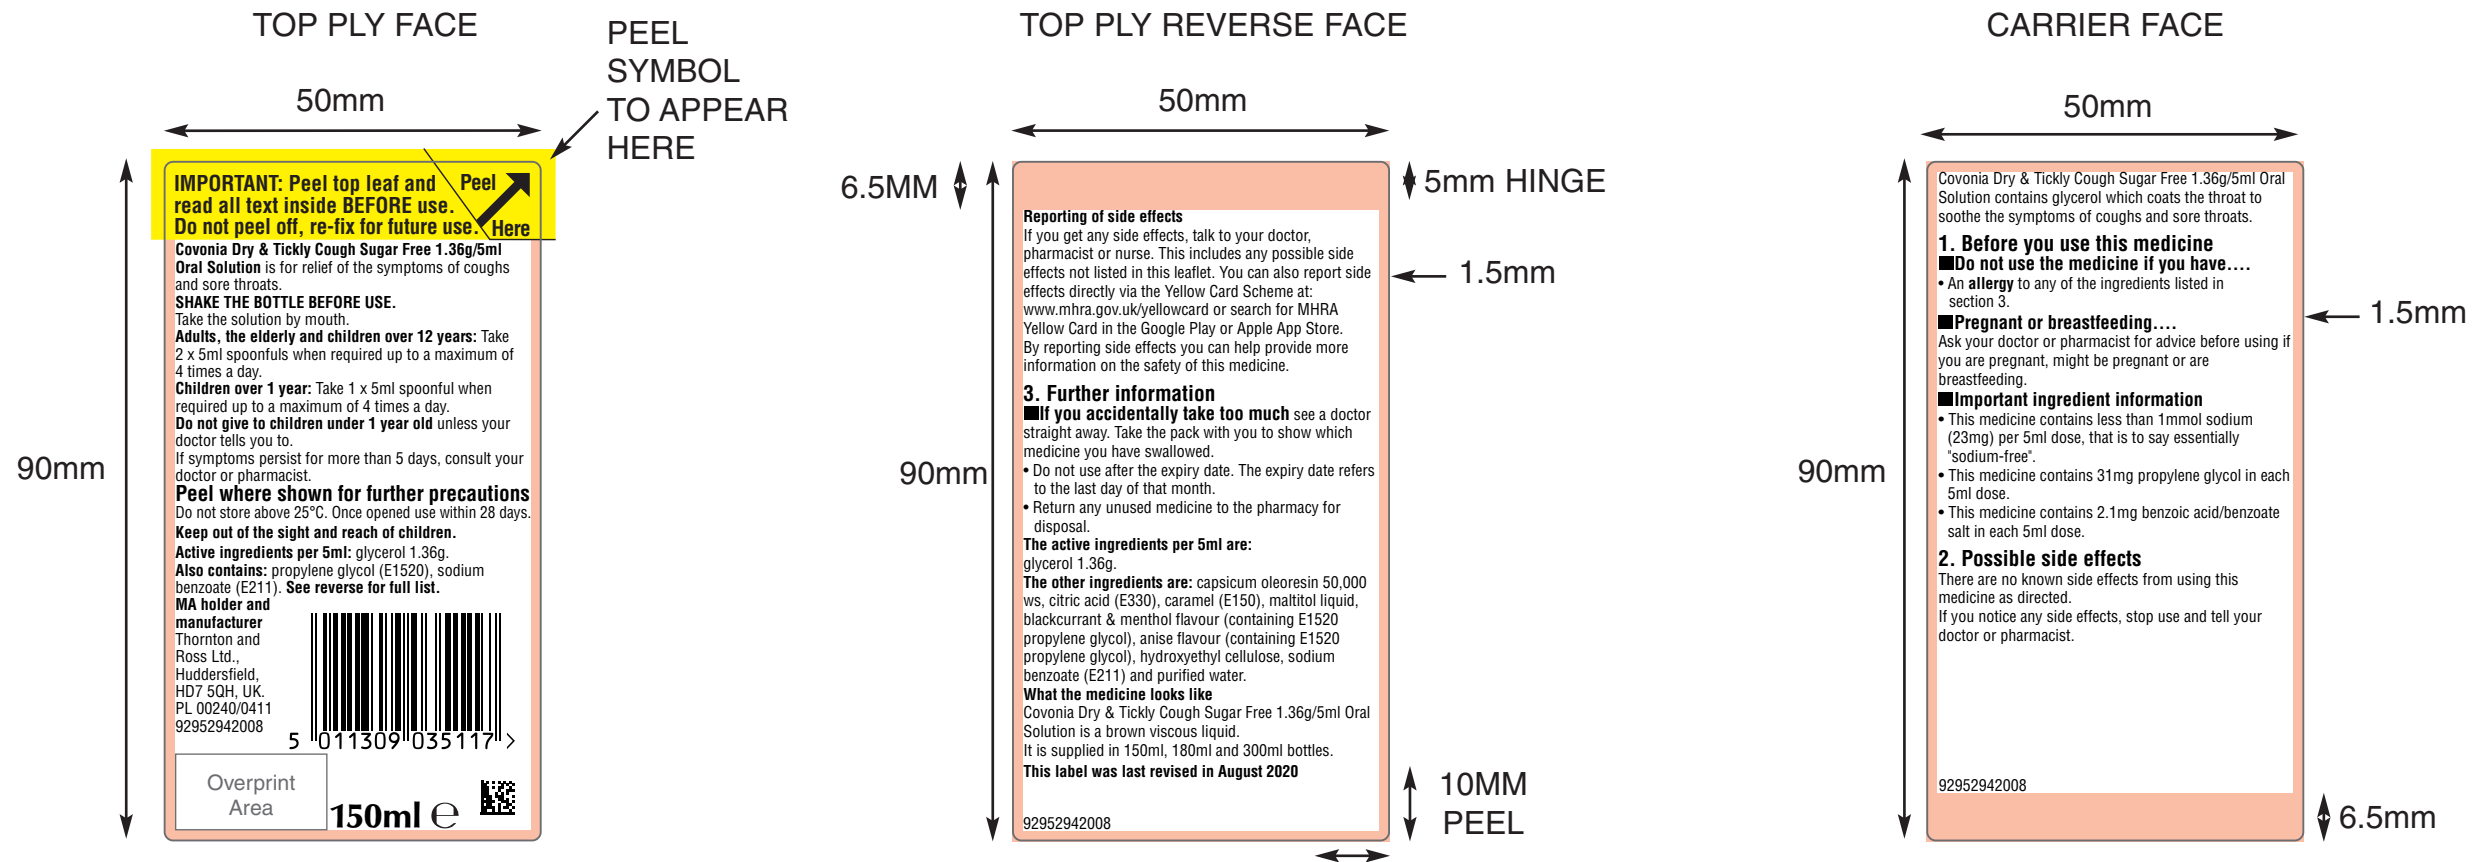 TOP PLY FACE
PEEL
SYMBOL
TO APPEAR
HERE
50mm
90mm
IMPORTANT: Peel top leaf and
read all text inside BEFORE use.
Do not peel off, re-fix for future use.
Peel
Here
Covonia Dry & Tickly Cough Sugar Free 1.36g/5ml
Oral Solution is for relief of the symptoms of coughs
and sore throats.
SHAKE THE BOTTLE BEFORE USE.
Take the solution by mouth.
Adults, the elderly and children over 12 years: Take
2 x 5ml spoonfuls when required up to a maximum of
4 times a day.
Children over 1 year: Take 1 x 5ml spoonful when
required up to a maximum of 4 times a day.
Do not give to children under 1 year old unless your
doctor tells you to.
If symptoms persist for more than 5 days, consult your
doctor or pharmacist.
Peel where shown for further precautions
Do not store above 25°C. Once opened use within 28 days.
Keep out of the sight and reach of children.
Active ingredients per 5ml: glycerol 1.36g.
Also contains: propylene glycol (E1520), sodium
benzoate (E211). See reverse for full list.
MA holder and
manufacturer
Thornton and
Ross Ltd.,
Huddersfield,
HD7 5QH, UK.
PL 00240/0411
92952942008
5 011309 035117 >
Overprint
Area
150ml ℮
TOP PLY REVERSE FACE
50mm
6.5MM
5mm HINGE
1.5mm
90mm
Reporting of side effects
If you get any side effects, talk to your doctor,
pharmacist or nurse. This includes any possible side
effects not listed in this leaflet. You can also report side
effects directly via the Yellow Card Scheme at:
www.mhra.gov.uk/yellowcard or search for MHRA
Yellow Card in the Google Play or Apple App Store.
By reporting side effects you can help provide more
information on the safety of this medicine.
3. Further information
■If you accidentally take too much see a doctor
straight away. Take the pack with you to show which
medicine you have swallowed.
• Do not use after the expiry date. The expiry date refers
to the last day of that month.
• Return any unused medicine to the pharmacy for
disposal.
The active ingredients per 5ml are:
glycerol 1.36g.
The other ingredients are: capsicum oleoresin 50,000
ws, citric acid (E330), caramel (E150), maltitol liquid,
blackcurrant & menthol flavour (containing E1520
propylene glycol), anise flavour (containing E1520
propylene glycol), hydroxyethyl cellulose, sodium
benzoate (E211) and purified water.
What the medicine looks like
Covonia Dry & Tickly Cough Sugar Free 1.36g/5ml Oral
Solution is a brown viscous liquid.
It is supplied in 150ml, 180ml and 300ml bottles.
This label was last revised in August 2020
92952942008
10MM
PEEL
CARRIER FACE
50mm
90mm
1.5mm
Covonia Dry & Tickly Cough Sugar Free 1.36g/5ml Oral
Solution contains glycerol which coats the throat to
soothe the symptoms of coughs and sore throats.
1. Before you use this medicine
■Do not use the medicine if you have....
• An allergy to any of the ingredients listed in
section 3.
■Pregnant or breastfeeding....
Ask your doctor or pharmacist for advice before using if
you are pregnant, might be pregnant or are
breastfeeding.
■Important ingredient information
• This medicine contains less than 1mmol sodium
(23mg) per 5ml dose, that is to say essentially
"sodium-free".
• This medicine contains 31mg propylene glycol in each
5ml dose.
• This medicine contains 2.1mg benzoic acid/benzoate
salt in each 5ml dose.
2. Possible side effects
There are no known side effects from using this
medicine as directed.
If you notice any side effects, stop use and tell your
doctor or pharmacist.
92952942008
6.5mm